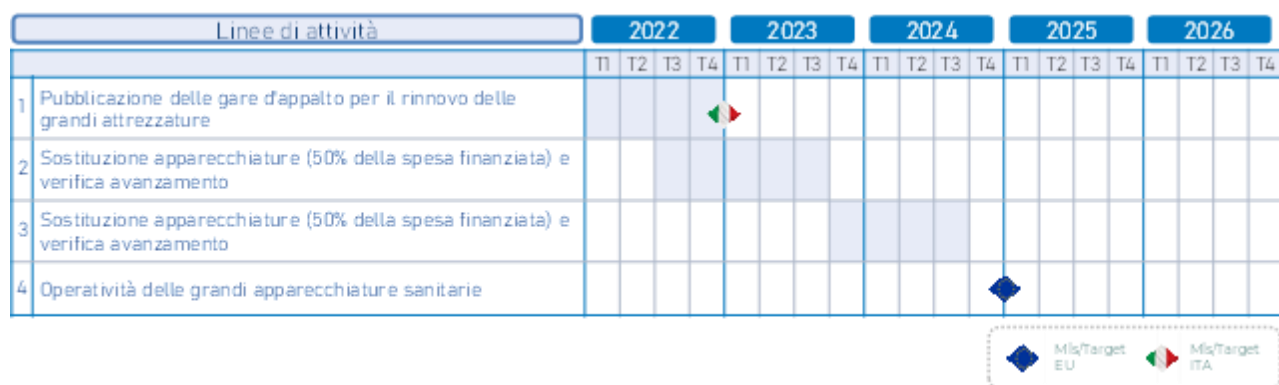 Linee di attività 2022 2023 2024 2025 2026
T1 T2 T3 T4 T1 T2 T3 T4 T1 T2 T3 T4 T1 T2 T3 T4 T1 T2 T3 T4
1 Pubblicazione delle gare d'appalto per il rinnovo delle
grandi attrezzature
2 Sostituzione apparecchiature (50% della spesa finanziata) e
verifica avanzamento
3 Sostituzione apparecchiature (50% della spesa finanziata) e
verifica avanzamento
4 Operatività delle grandi apparecchiature sanitarie
Mls/Target Mls/Target
EU ITA